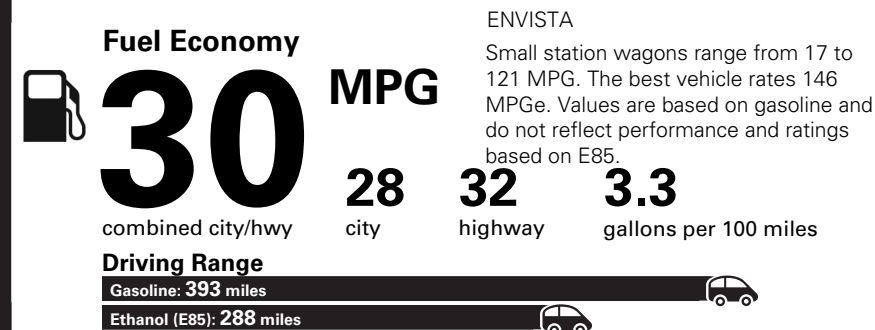 Fuel Economy
30
MPG
combined city/hwy
28
city
32
highway
3.3
gallons per 100 miles
ENVISTA
Small station wagons range from 17 to
121 MPG. The best vehicle rates 146
MPGe. Values are based on gasoline and
do not reflect performance and ratings
based on E85.
Driving Range
Gasoline: 393 miles
Ethanol (E85): 288 miles